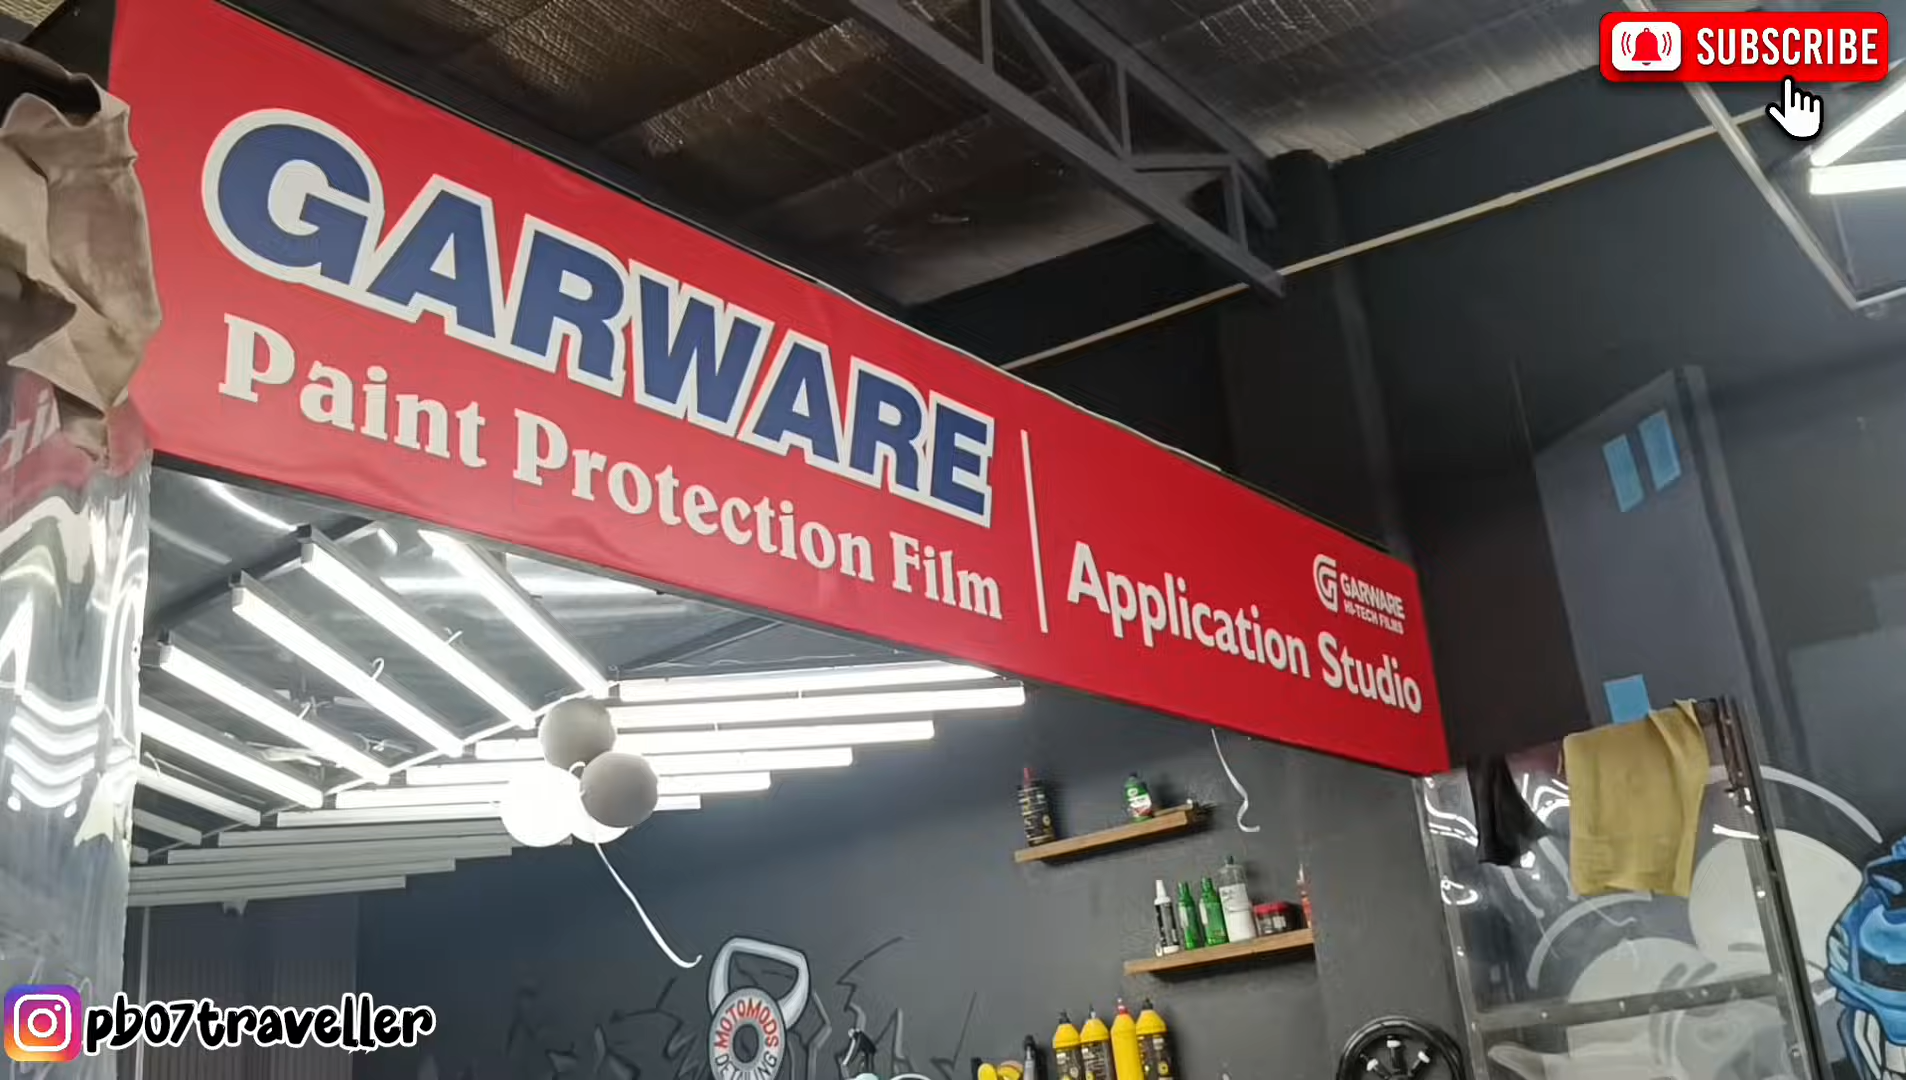 SUBSCRIBE
GARWARE
Paint Protection Film
Application Studio
GARWARE
HI-TECH FILMS
MOTOMODS
DETAILING
pb07traveller